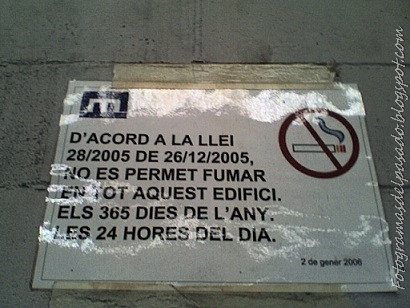 D'ACORD A LA LLEI
28/2005 DE 26/12/2005,
NO ES PERMET FUMAR
EN TOT AQUEST EDIFICI.
ELS 365 DIES DE L'ANY.
LES 24 HORES DEL DIA.
2 de gener 2006
Fotogramasdelpasado.blogspot.com